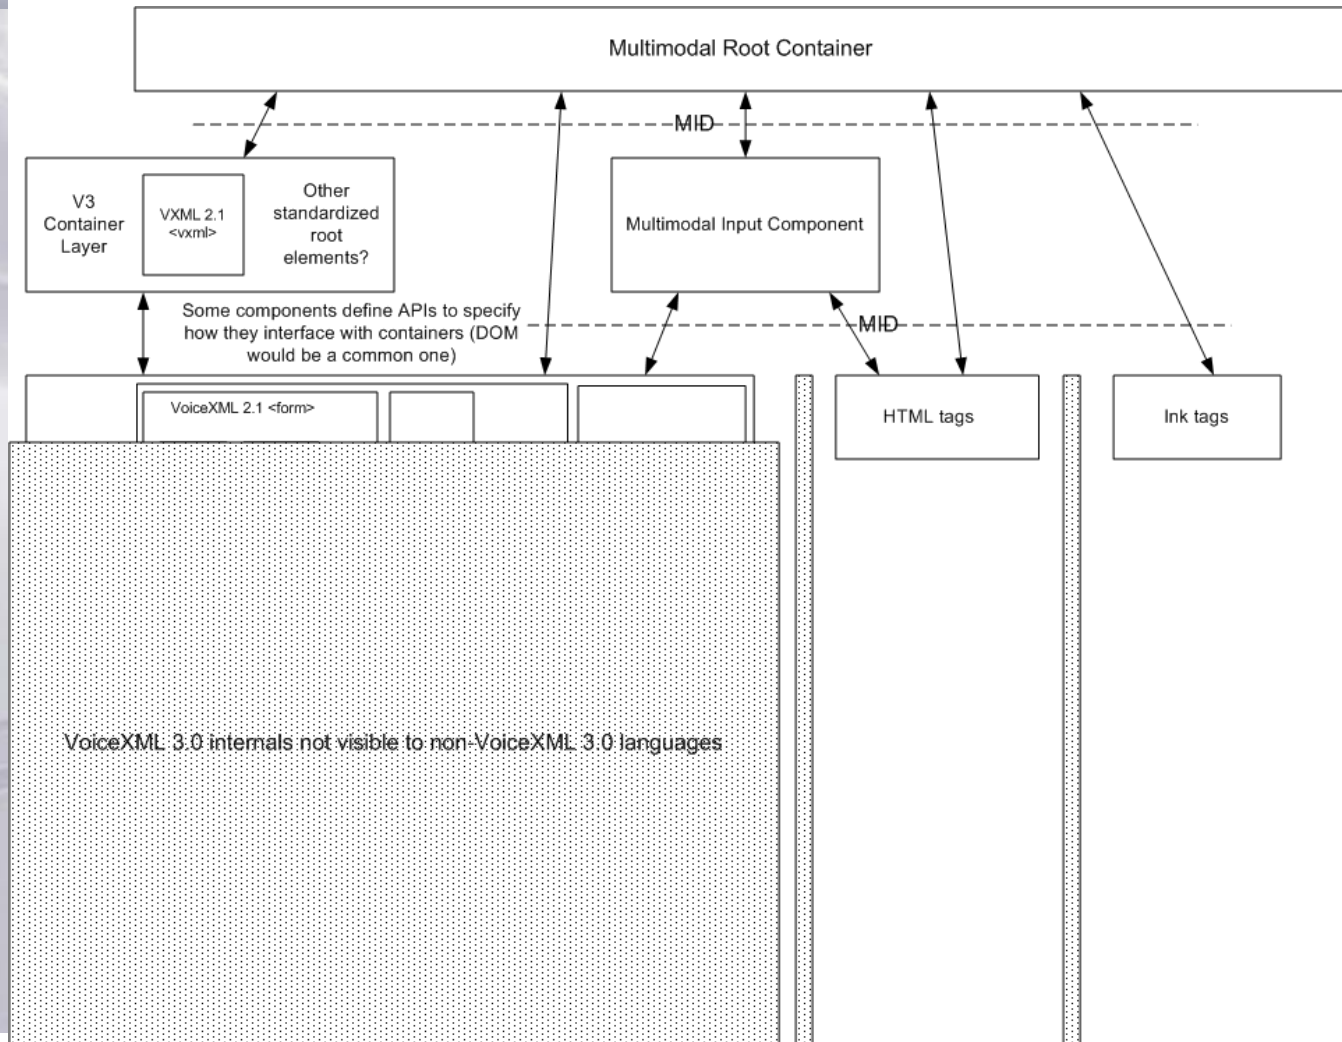 Multimodal Root Container
MID
V3
Container
Layer
VXML 2.1
<vxml>
Other
standardized
root
elements?
Multimodal Input Component
Some components define APIs to specify
how they interface with containers (DOM
would be a common one)
MID
VoiceXML 2.1 <form>
HTML tags
Ink tags
VoiceXML 3.0 internals not visible to non-VoiceXML 3.0 languages